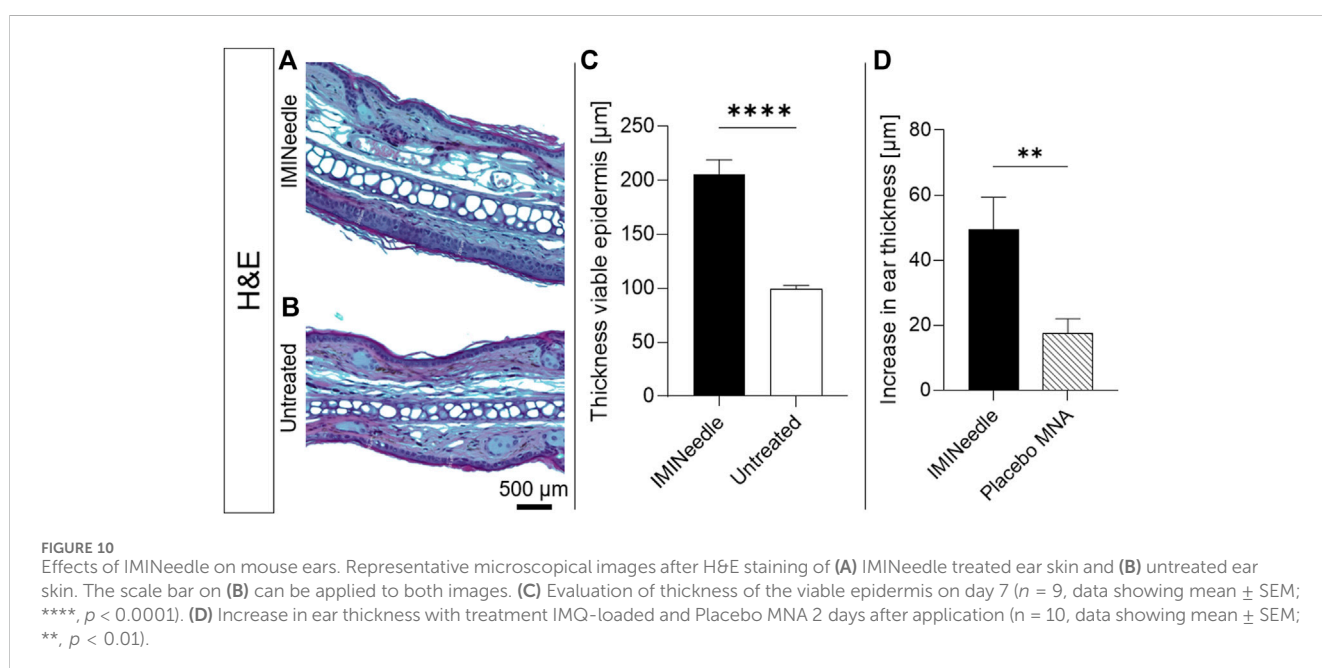 H&E
A
IMINeedle
B
Untreated
500 µm
C
Thickness viable epidermis [µm]
250
200
150
100
50
0
****
IMINeedle
Untreated
D
Increase in ear thickness [µm]
80
60
40
20
0
**
IMINeedle
Placebo MNA
FIGURE 10
Effects of IMINeedle on mouse ears. Representative microscopical images after H&E staining of (A) IMINeedle treated ear skin and (B) untreated ear
skin. The scale bar on (B) can be applied to both images. (C) Evaluation of thickness of the viable epidermis on day 7 (n = 9, data showing mean ± SEM;
****, p < 0.0001). (D) Increase in ear thickness with treatment IMQ-loaded and Placebo MNA 2 days after application (n = 10, data showing mean ± SEM;
**, p < 0.01).